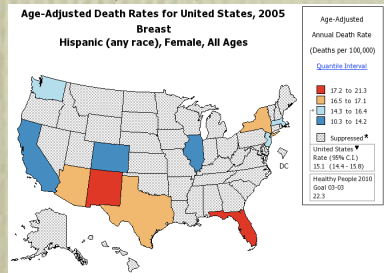 Age-Adjusted Death Rates for United States, 2005
Breast
Hispanic (any race), Female, All Ages
Age-Adjusted
Annual Death Rate
(Deaths per 100,000)
Quantile Interval
17.2 to 21.3
16.5 to 17.1
14.3 to 16.4
10.3 to 14.2
Suppressed *
United States ▼
Rate (95% C.I.)
15.1 (14.4 - 15.8)
Healthy People 2010
Goal 03-03
22.3
DC